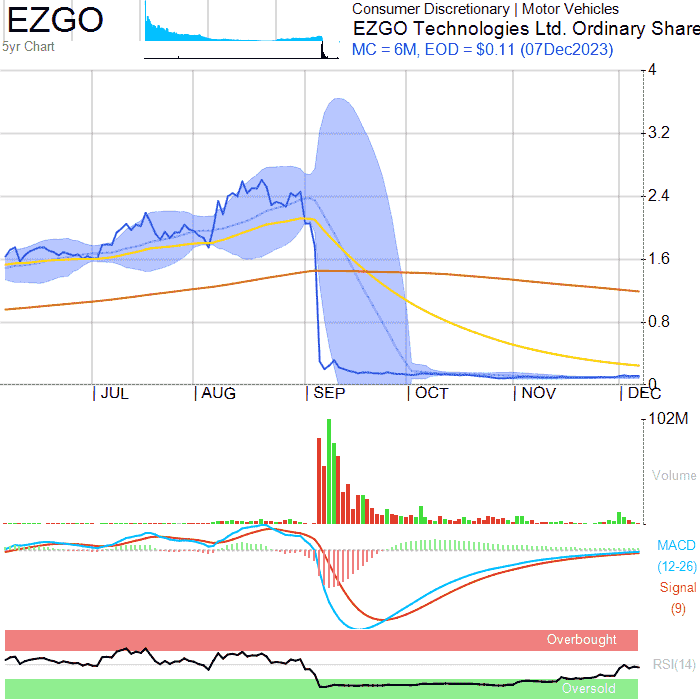 EZGO
5yr Chart
Consumer Discretionary | Motor Vehicles
EZGO Technologies Ltd. Ordinary Share
MC = 6M, EOD = $0.11 (07Dec2023)
4
3.2
2.4
1.6
0.8
0
JUL AUG SEP OCT NOV DEC
102M
Volume
MACD
(12-26)
Signal
(9)
Overbought
RSI(14)
Oversold